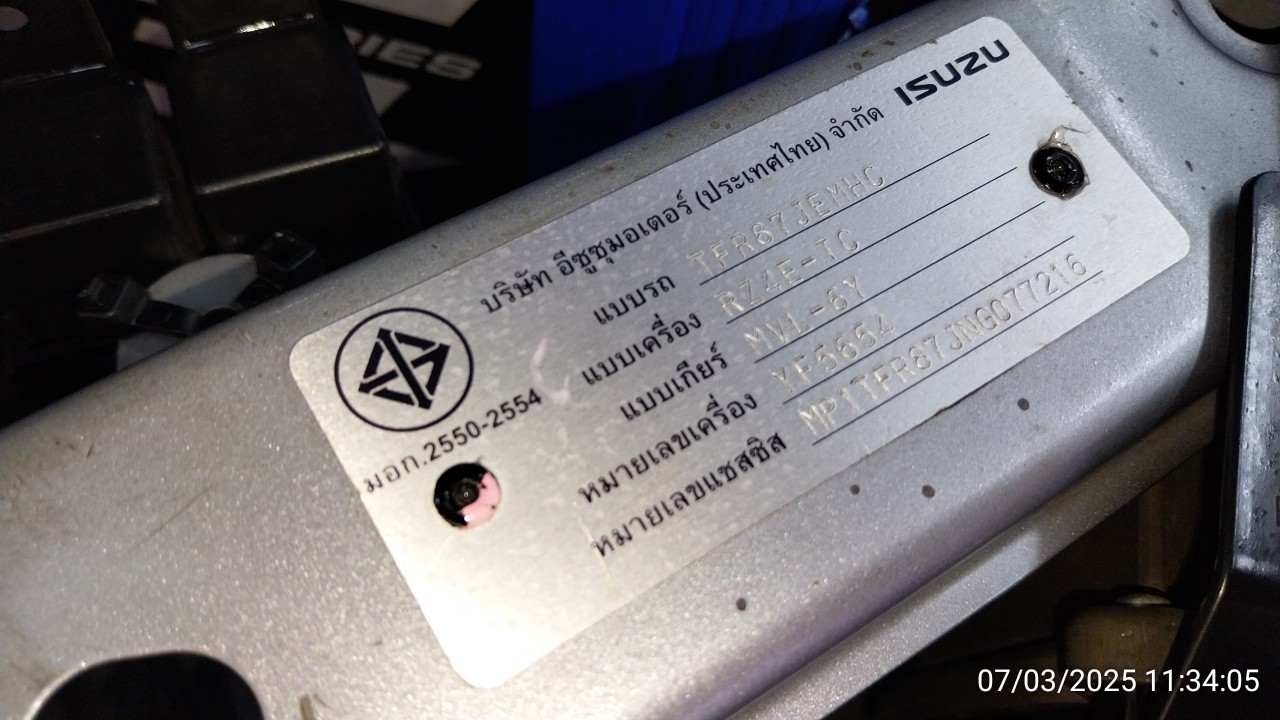 RIES
ISUZU
บริษัท อีซูซุมอเตอร์ (ประเทศไทย) จำกัด
แบบรถ TFR87JEMHC
แบบเครื่อง RZ4E-TC
แบบเกียร์ MVL-6Y
หมายเลขเครื่อง YF5654
หมายเลขแชสซิส MP1TFR87JNG077216
มอก.2550-2554
07/03/2025 11:34:05